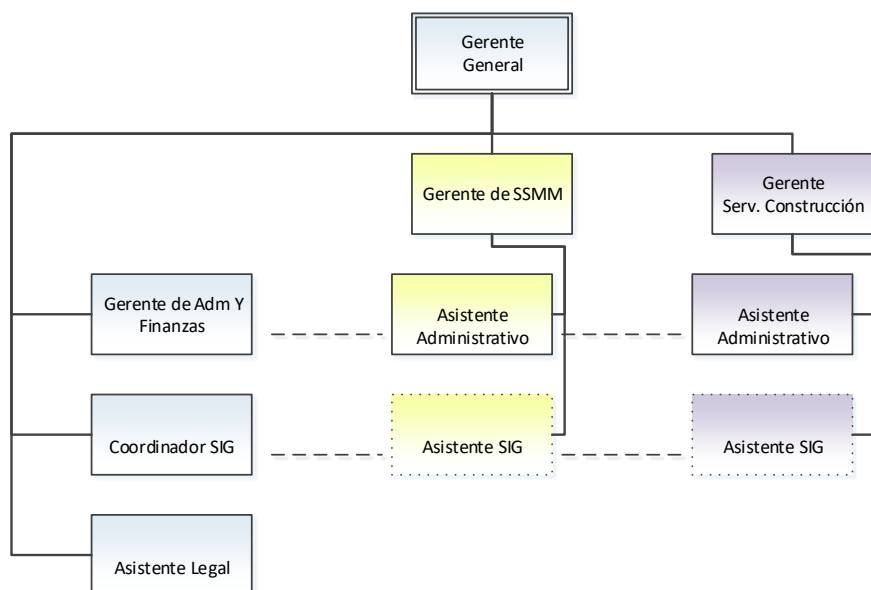 Gerente
General
Gerente de SSMM
Gerente
Serv. Construcción
Gerente de Adm Y
Finanzas
Asistente
Administrativo
Asistente
Administrativo
Coordinador SIG
Asistente SIG
Asistente SIG
Asistente Legal